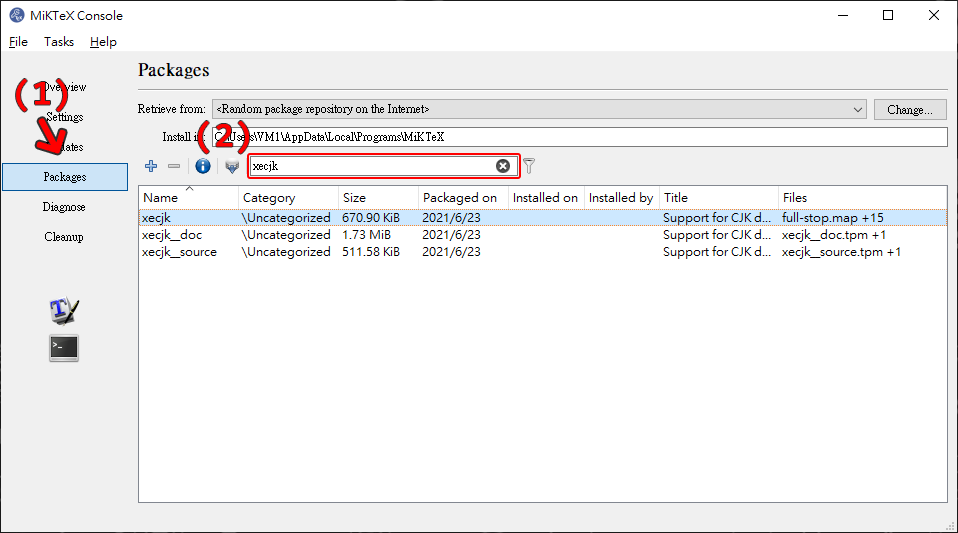 MiKTeX Console
File Tasks Help
Packages
(1)
Overview
Settings
Packages
Diagnose
Cleanup
Retrieve from: <Random package repository on the Internet> Change...
(2)
Install in: C:\Users\VM1\AppData\Local\Programs\MiKTeX
xecjk
Name Category Size Packaged on Installed on Installed by Title Files
xecjk \Uncategorized 670.90 KiB 2021/6/23 Support for CJK d... full-stop.map +15
xecjk__doc \Uncategorized 1.73 MiB 2021/6/23 Support for CJK d... xecjk__doc.tpm +1
xecjk__source \Uncategorized 511.58 KiB 2021/6/23 Support for CJK d... xecjk__source.tpm +1